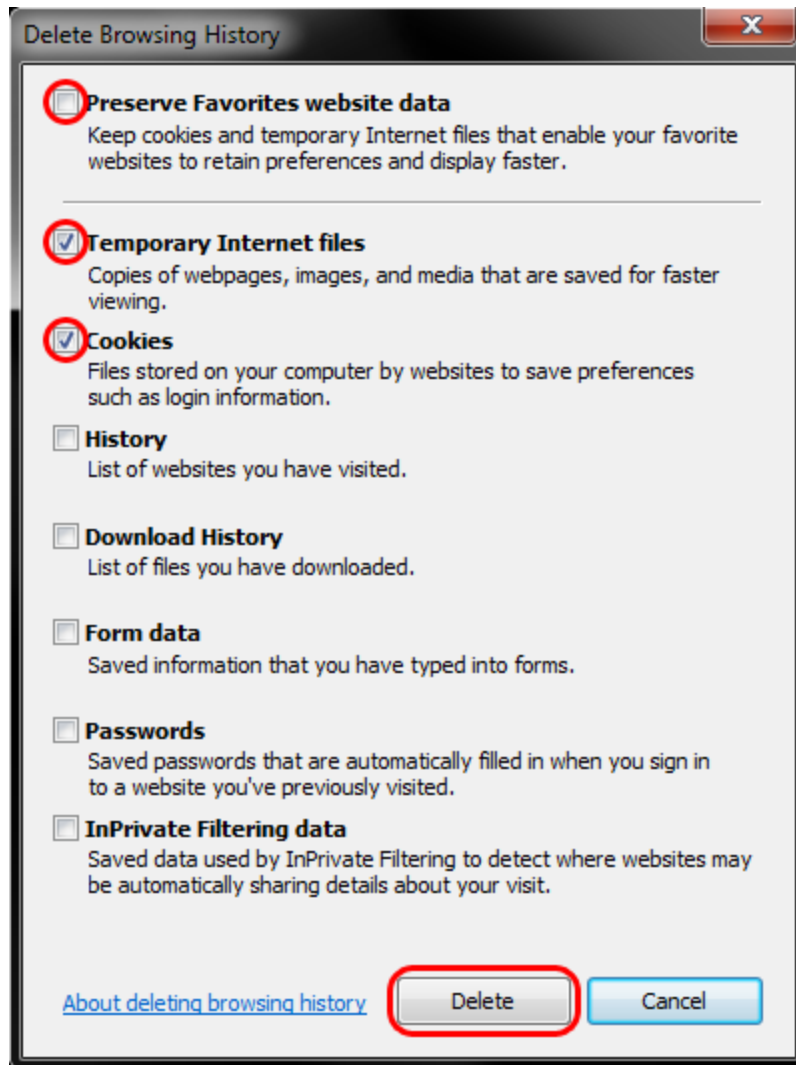 Delete Browsing History
Preserve Favorites website data
Keep cookies and temporary Internet files that enable your favorite
websites to retain preferences and display faster.
Temporary Internet files
Copies of webpages, images, and media that are saved for faster
viewing.
Cookies
Files stored on your computer by websites to save preferences
such as login information.
History
List of websites you have visited.
Download History
List of files you have downloaded.
Form data
Saved information that you have typed into forms.
Passwords
Saved passwords that are automatically filled in when you sign in
to a website you've previously visited.
InPrivate Filtering data
Saved data used by InPrivate Filtering to detect where websites may
be automatically sharing details about your visit.
About deleting browsing history
Delete
Cancel